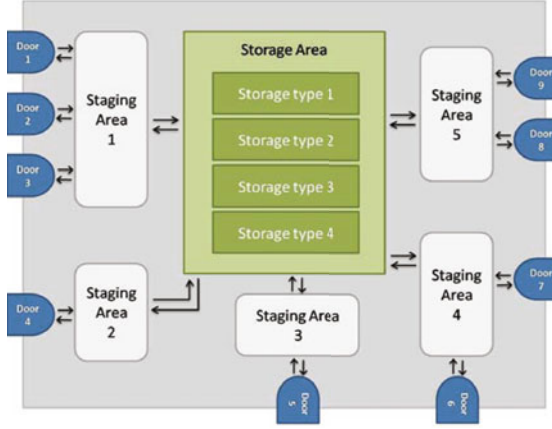 Door
1
Door
2
Door
3
Staging
Area
1
Storage Area
Storage type 1
Storage type 2
Storage type 3
Storage type 4
Staging
Area
5
Door
9
Door
8
Door
4
Staging
Area
2
Staging Area
3
Staging
Area
4
Door
7
Door
5
Door
6